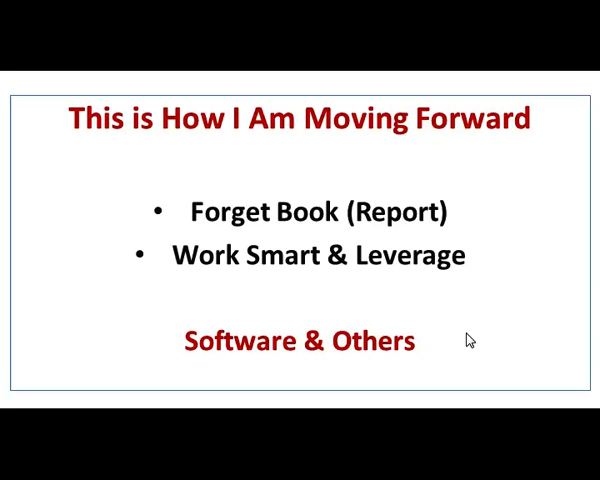 This is How I Am Moving Forward
• Forget Book (Report)
• Work Smart & Leverage
Software & Others